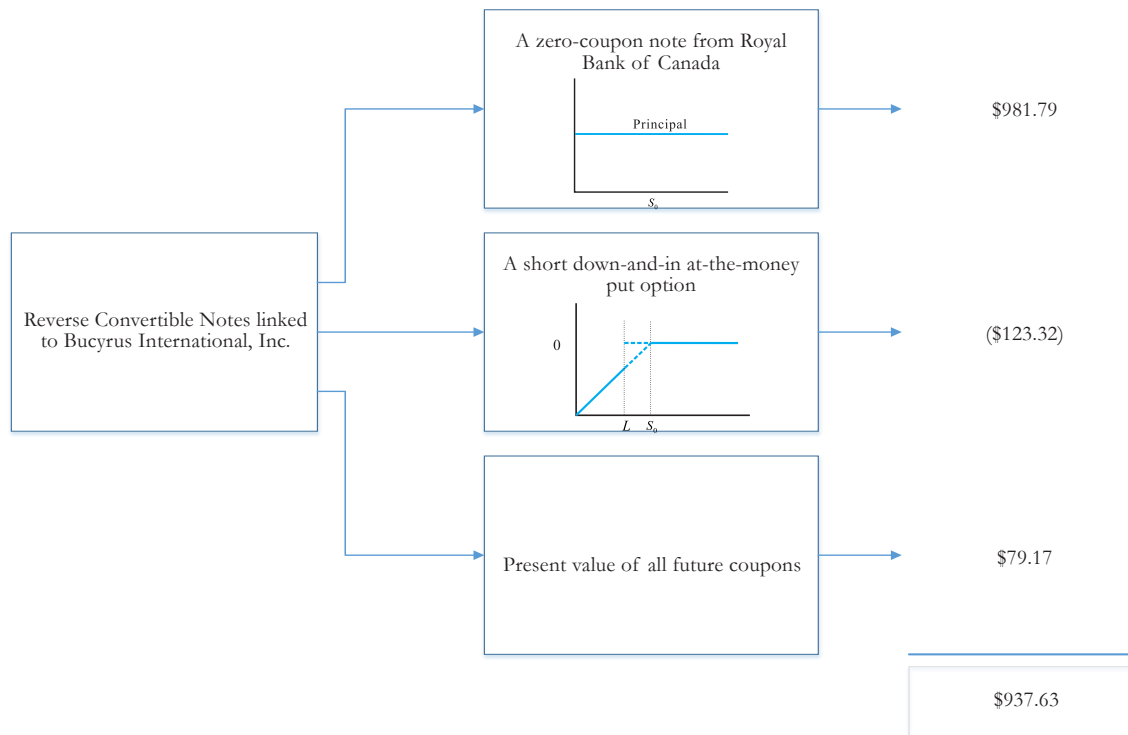 A zero-coupon note from Royal
Bank of Canada
Principal
S₀
$981.79
Reverse Convertible Notes linked
to Bucyrus International, Inc.
A short down-and-in at-the-money
put option
0
L S₀
($123.32)
Present value of all future coupons
$79.17
$937.63